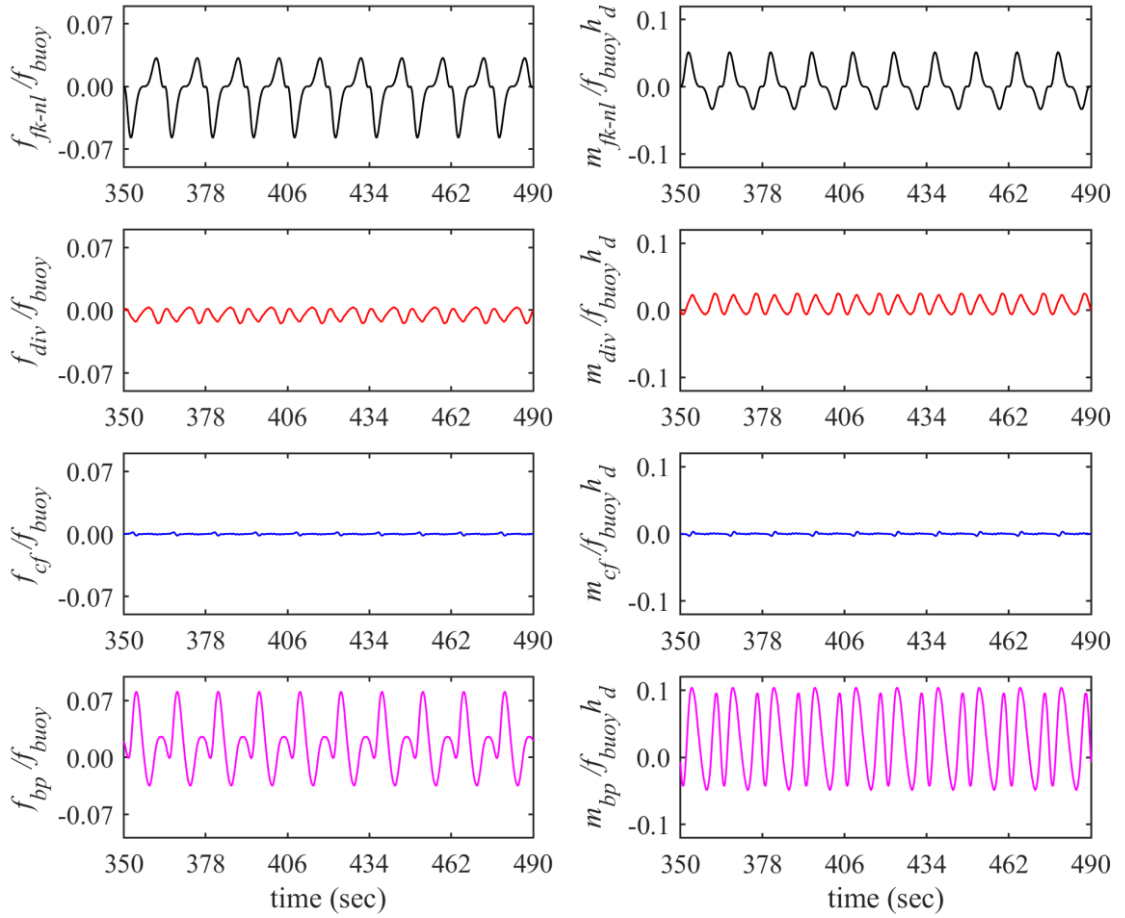 f_fk-nl/f_buoy
0.07
0.00
-0.07
350 378 406 434 462 490
m_fk-nl/f_buoy h_d
0.1
0.0
-0.1
350 378 406 434 462 490
f_div/f_buoy
0.07
0.00
-0.07
350 378 406 434 462 490
m_div/f_buoy h_d
0.1
0.0
-0.1
350 378 406 434 462 490
f_cf/f_buoy
0.07
0.00
-0.07
350 378 406 434 462 490
m_cf/f_buoy h_d
0.1
0.0
-0.1
350 378 406 434 462 490
f_bp/f_buoy
0.07
0.00
-0.07
350 378 406 434 462 490
time (sec)
m_bp/f_buoy h_d
0.1
0.0
-0.1
350 378 406 434 462 490
time (sec)